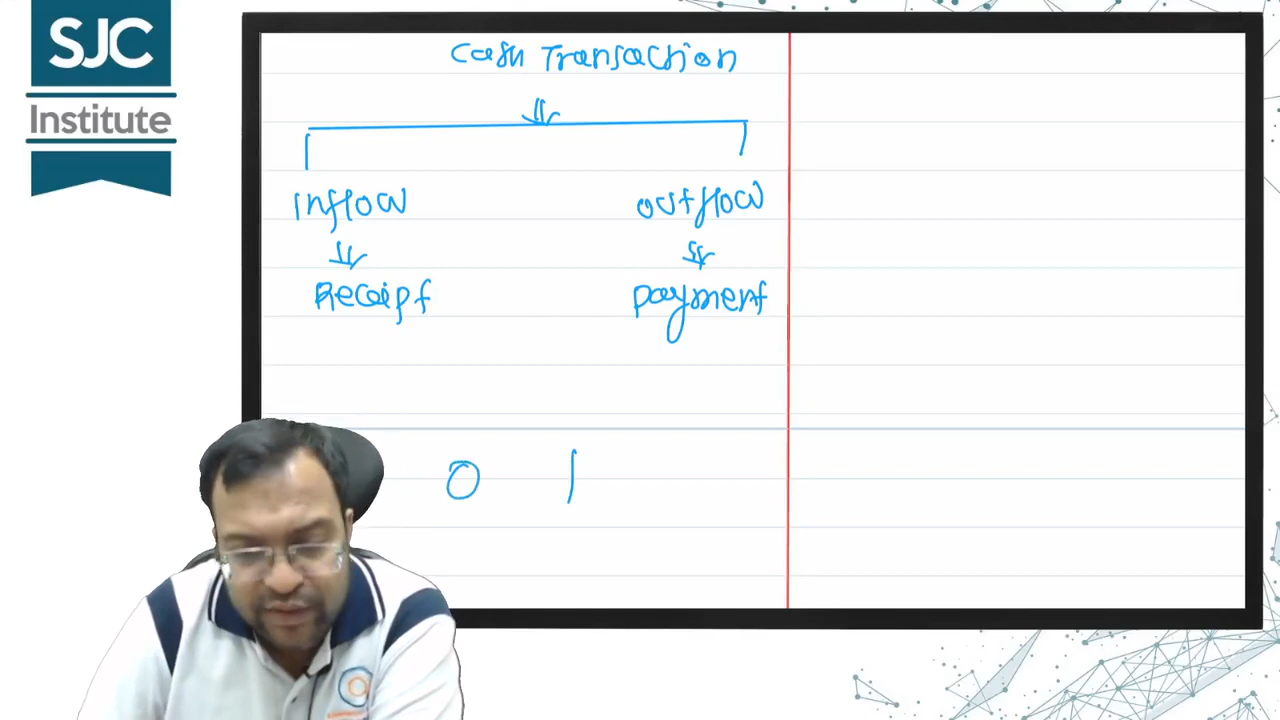 SJC
Institute
Cash Transaction
Inflow outflow
Receipt payment
0 1